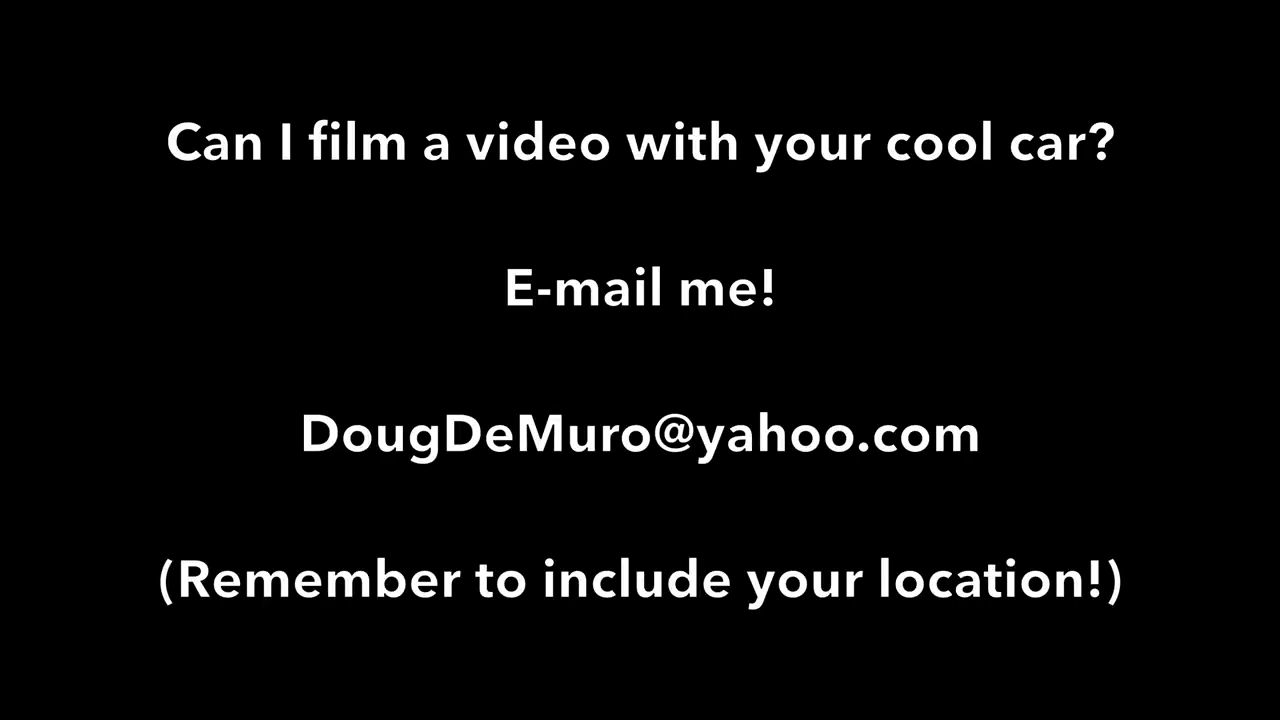 Can I film a video with your cool car?
E-mail me!
DougDeMuro@yahoo.com
(Remember to include your location!)